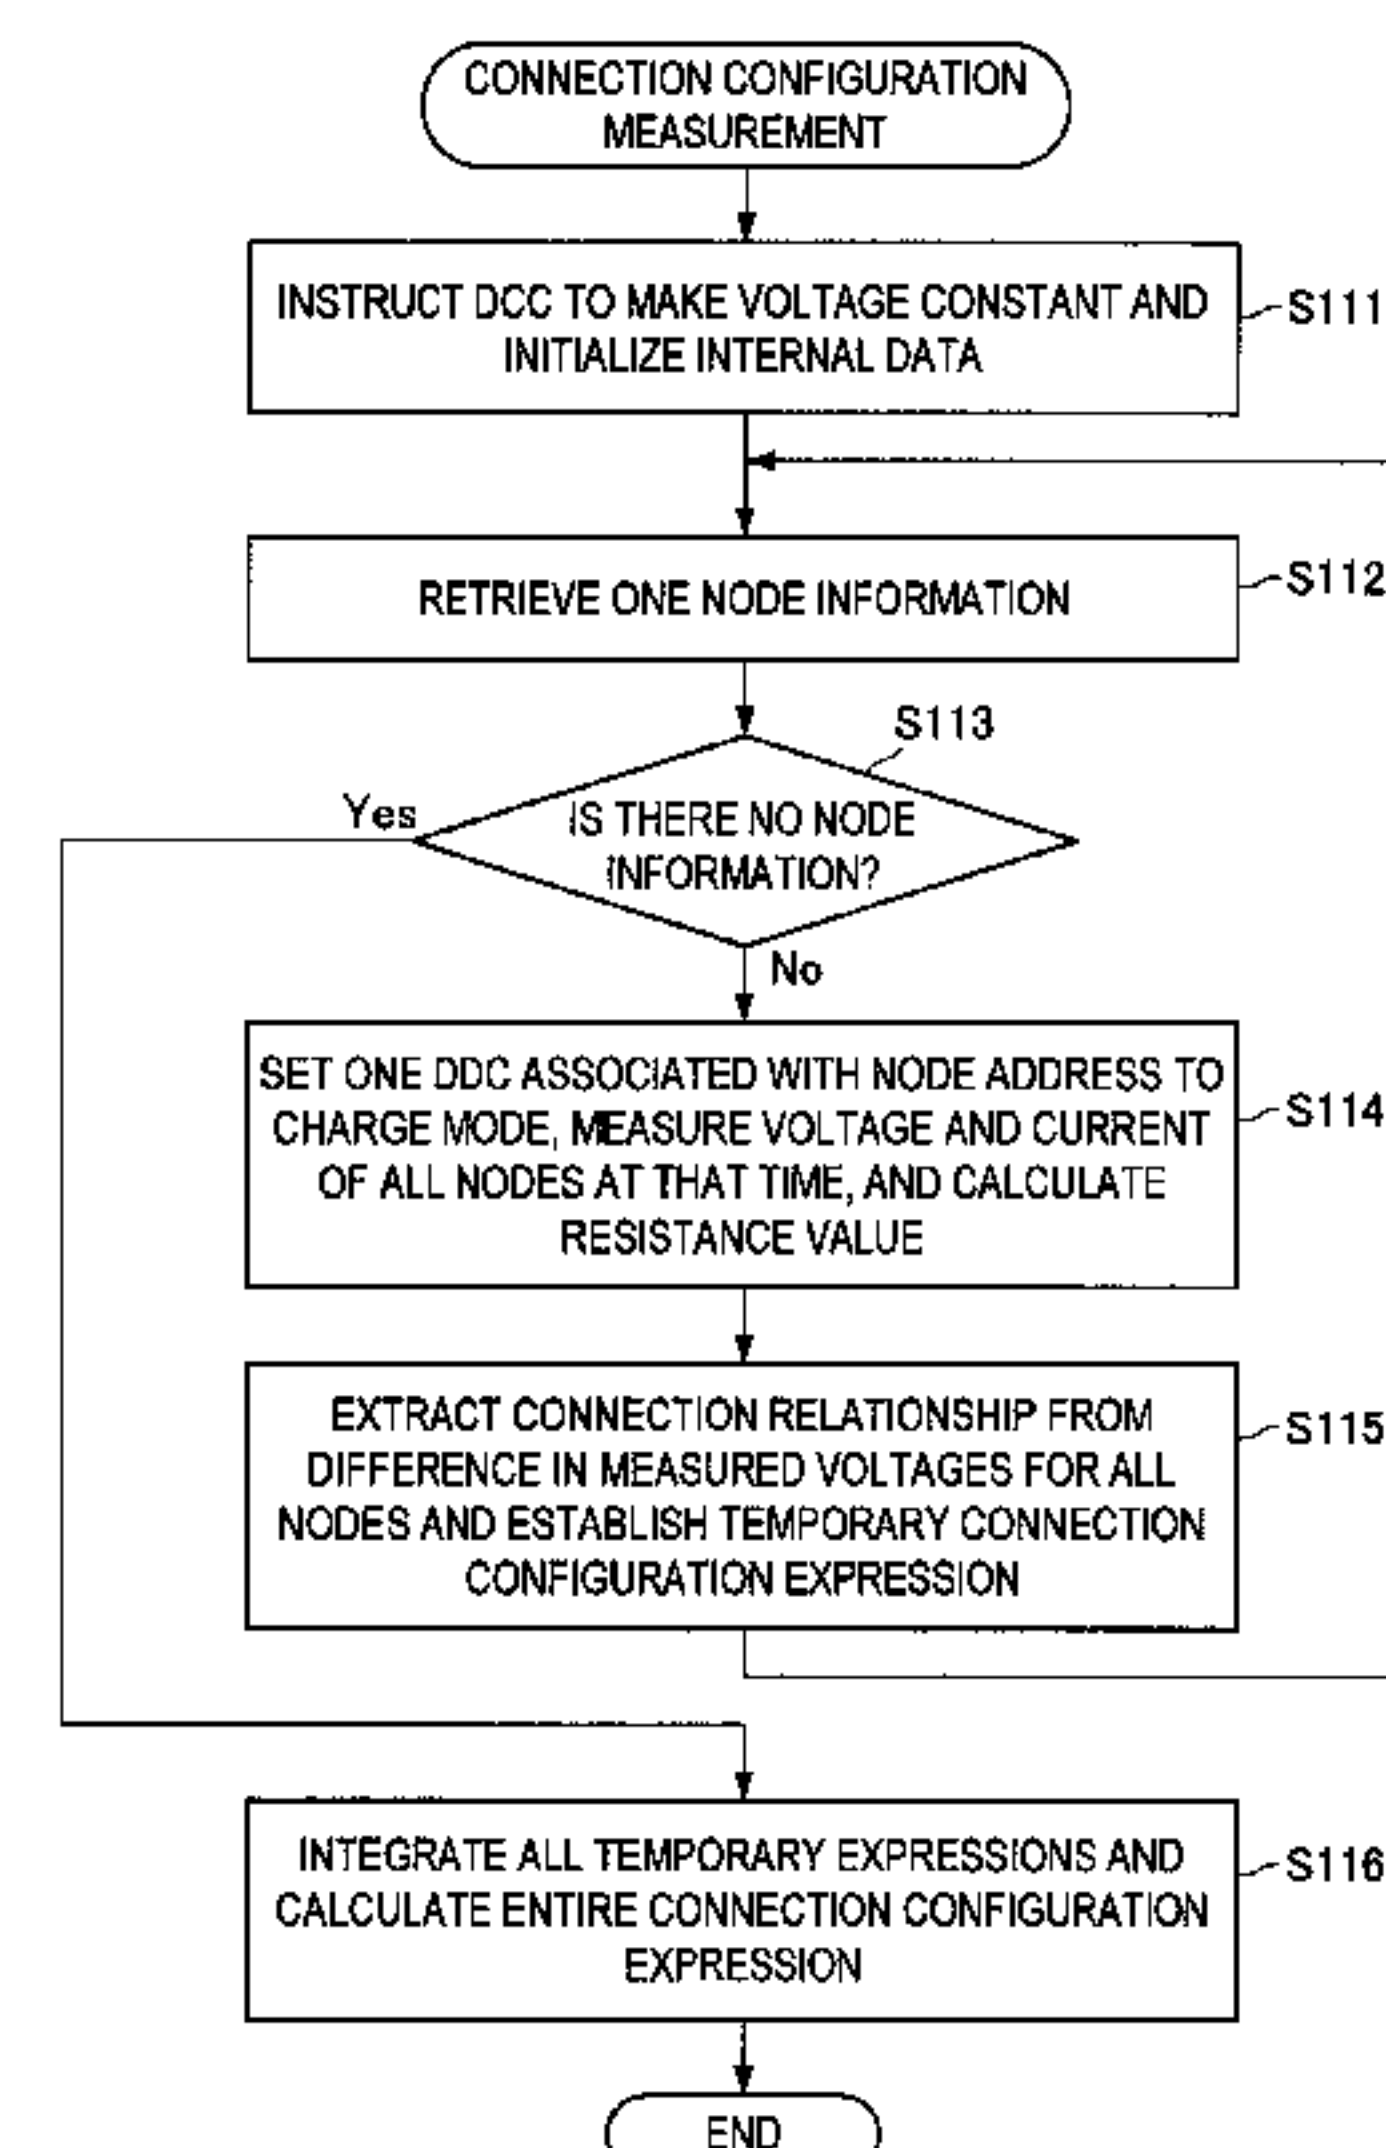 CONNECTION CONFIGURATION
MEASUREMENT
INSTRUCT DCC TO MAKE VOLTAGE CONSTANT AND
INITIALIZE INTERNAL DATA
S111
RETRIEVE ONE NODE INFORMATION
S112
S113
Yes
IS THERE NO NODE
INFORMATION?
No
SET ONE DDC ASSOCIATED WITH NODE ADDRESS TO
CHARGE MODE, MEASURE VOLTAGE AND CURRENT
OF ALL NODES AT THAT TIME, AND CALCULATE
RESISTANCE VALUE
S114
EXTRACT CONNECTION RELATIONSHIP FROM
DIFFERENCE IN MEASURED VOLTAGES FOR ALL
NODES AND ESTABLISH TEMPORARY CONNECTION
CONFIGURATION EXPRESSION
S115
INTEGRATE ALL TEMPORARY EXPRESSIONS AND
CALCULATE ENTIRE CONNECTION CONFIGURATION
EXPRESSION
S116
END